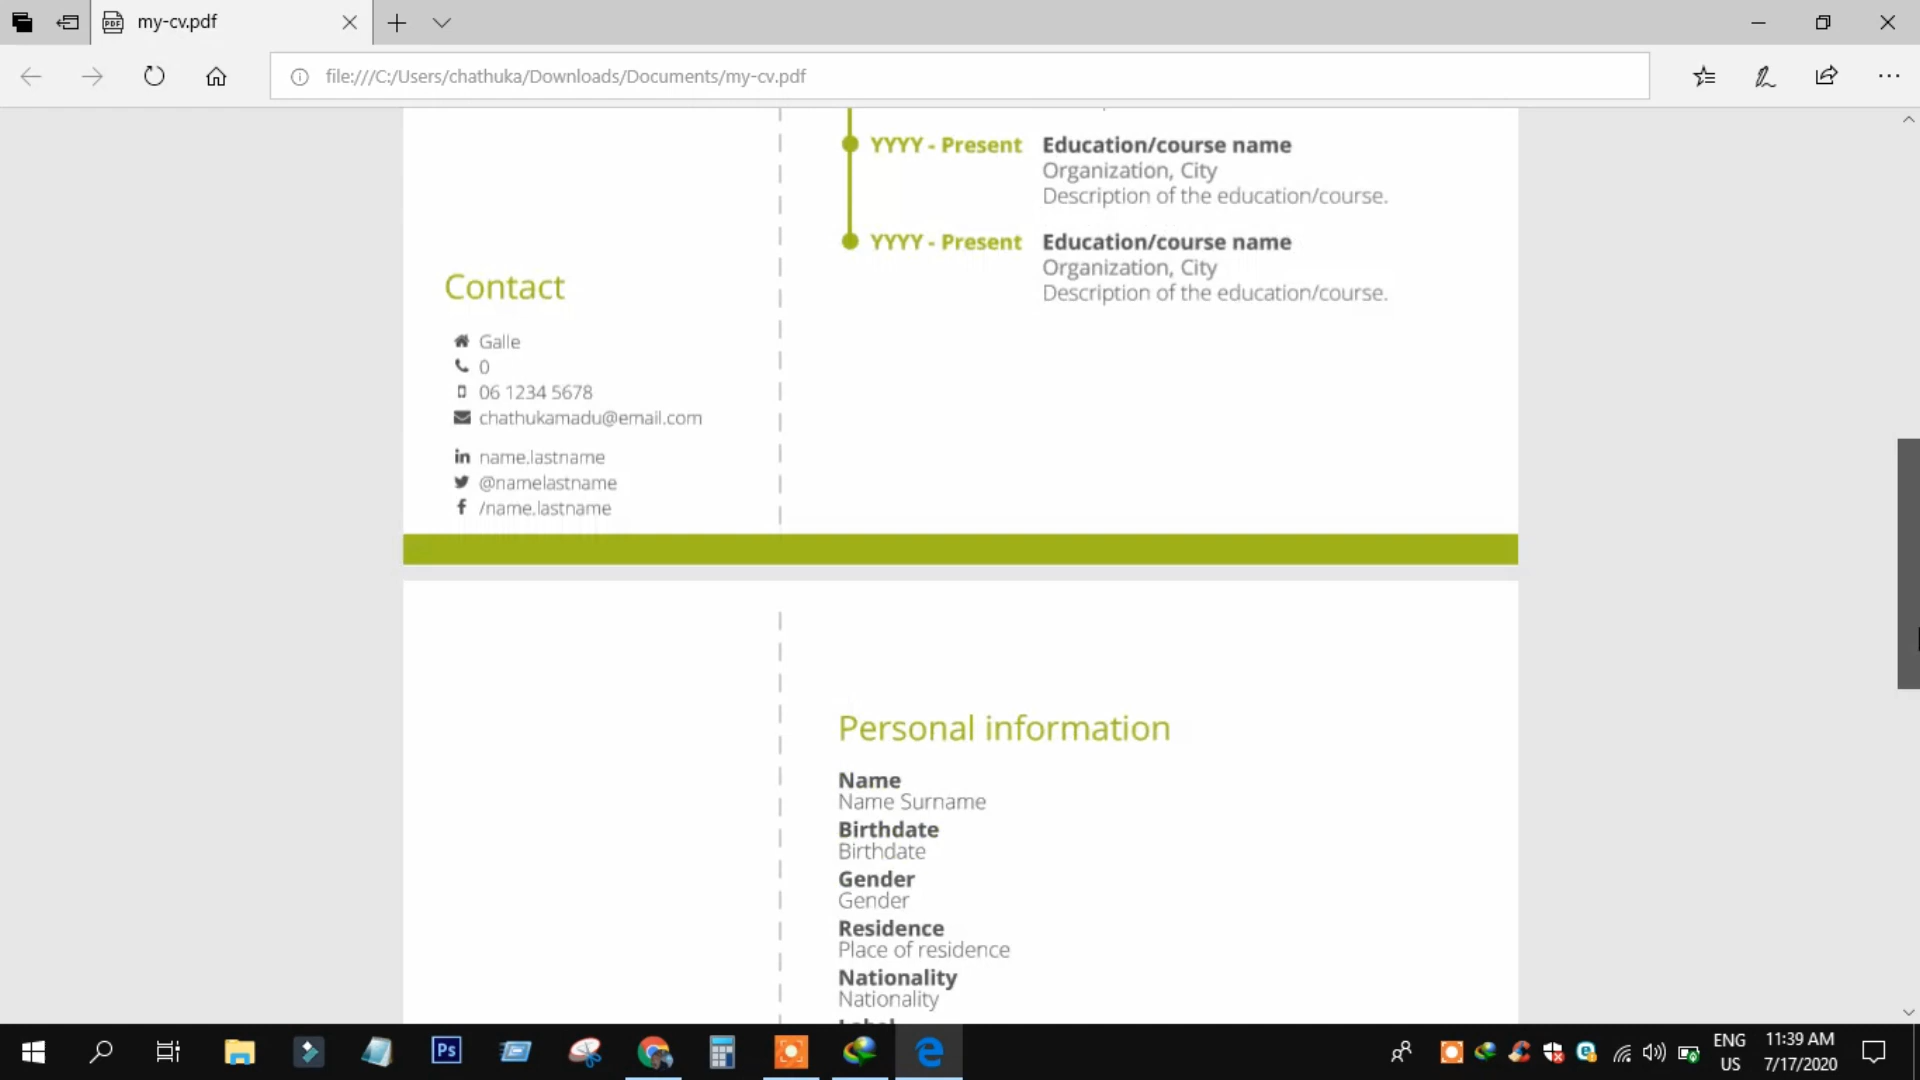 my-cv.pdf
file:///C:/Users/chathuka/Downloads/Documents/my-cv.pdf
YYYY - Present Education/course name
Organization, City
Description of the education/course.
YYYY - Present Education/course name
Organization, City
Description of the education/course.
Contact
Galle
0
06 1234 5678
chathukamadu@email.com
in name.lastname
@namelastname
f /name.lastname
Personal information
Name
Name Surname
Birthdate
Birthdate
Gender
Gender
Residence
Place of residence
Nationality
Nationality
Label
Ps
ENG
US
11:39 AM
7/17/2020